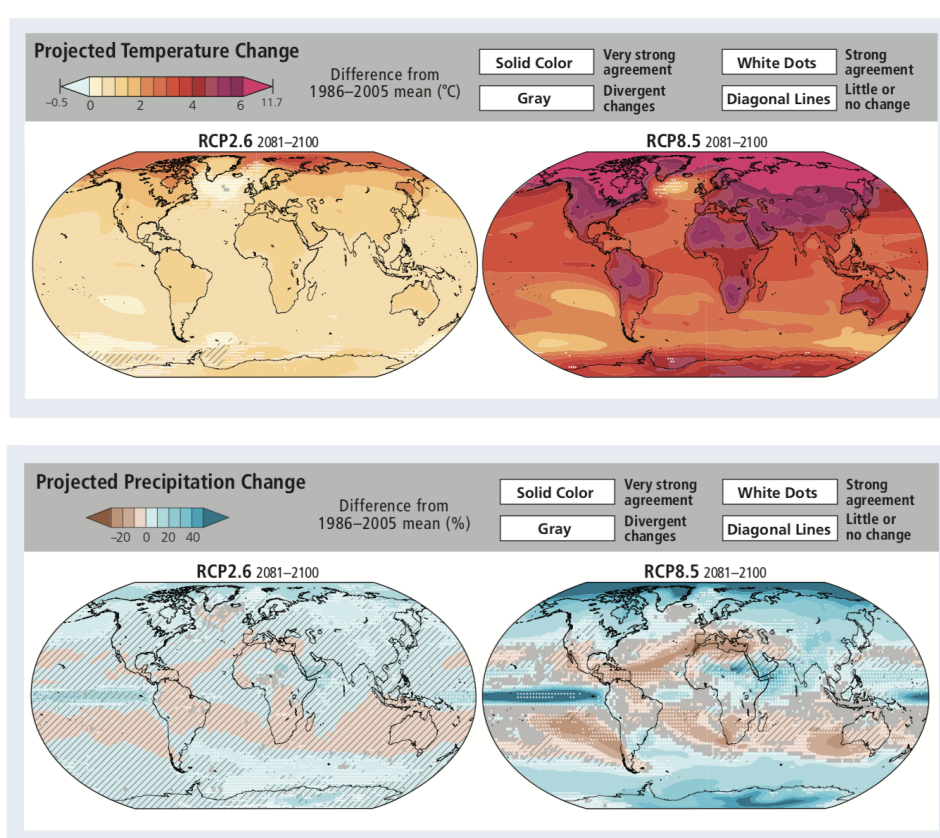 Projected Temperature Change
−0.5 0 2 4 6 11.7
Difference from
1986–2005 mean (°C)
Solid Color
Very strong
agreement
White Dots
Strong
agreement
Gray
Divergent
changes
Diagonal Lines
Little or
no change
RCP2.6 2081–2100
RCP8.5 2081–2100
Projected Precipitation Change
−20 0 20 40
Difference from
1986–2005 mean (%)
Solid Color
Very strong
agreement
White Dots
Strong
agreement
Gray
Divergent
changes
Diagonal Lines
Little or
no change
RCP2.6 2081–2100
RCP8.5 2081–2100